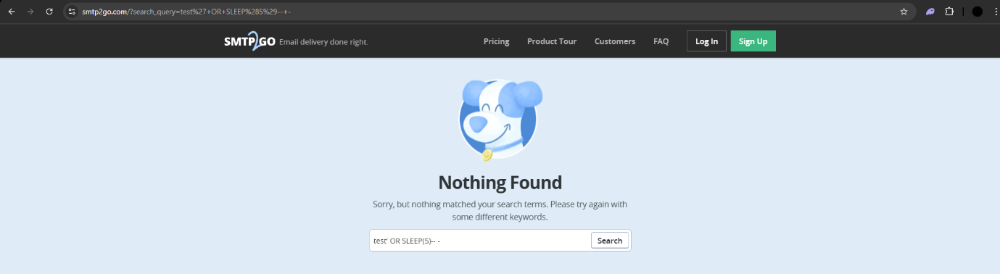 smtp2go.com/?search_query=test%27+OR+SLEEP%285%29--+-
SMTP2GO Email delivery done right.
Pricing Product Tour Customers FAQ Log In Sign Up
Nothing Found
Sorry, but nothing matched your search terms. Please try again with
some different keywords.
test' OR SLEEP(5)-- - Search